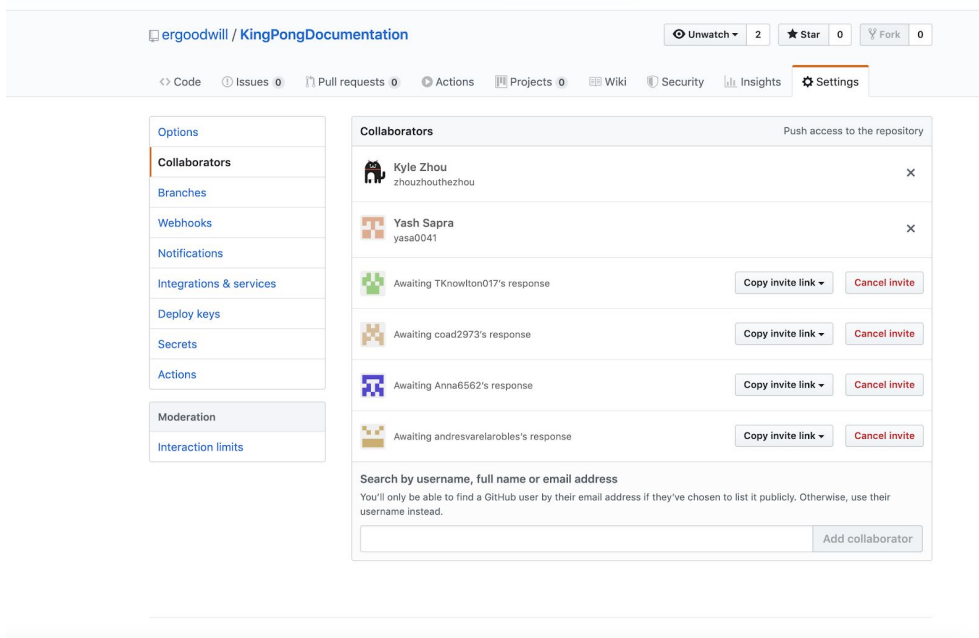 ergoodwill / KingPongDocumentation
Unwatch 2 Star 0 Fork 0
Code Issues 0 Pull requests 0 Actions Projects 0 Wiki Security Insights Settings
Options
Collaborators
Branches
Webhooks
Notifications
Integrations & services
Deploy keys
Secrets
Actions
Moderation
Interaction limits
Collaborators Push access to the repository
Kyle Zhou
zhouzhouthezhou
Yash Sapra
yasa0041
Awaiting TKnowlton017's response Copy invite link Cancel invite
Awaiting coad2973's response Copy invite link Cancel invite
Awaiting Anna6562's response Copy invite link Cancel invite
Awaiting andresvarelarobles's response Copy invite link Cancel invite
Search by username, full name or email address
You'll only be able to find a GitHub user by their email address if they've chosen to list it publicly. Otherwise, use their
username instead.
Add collaborator